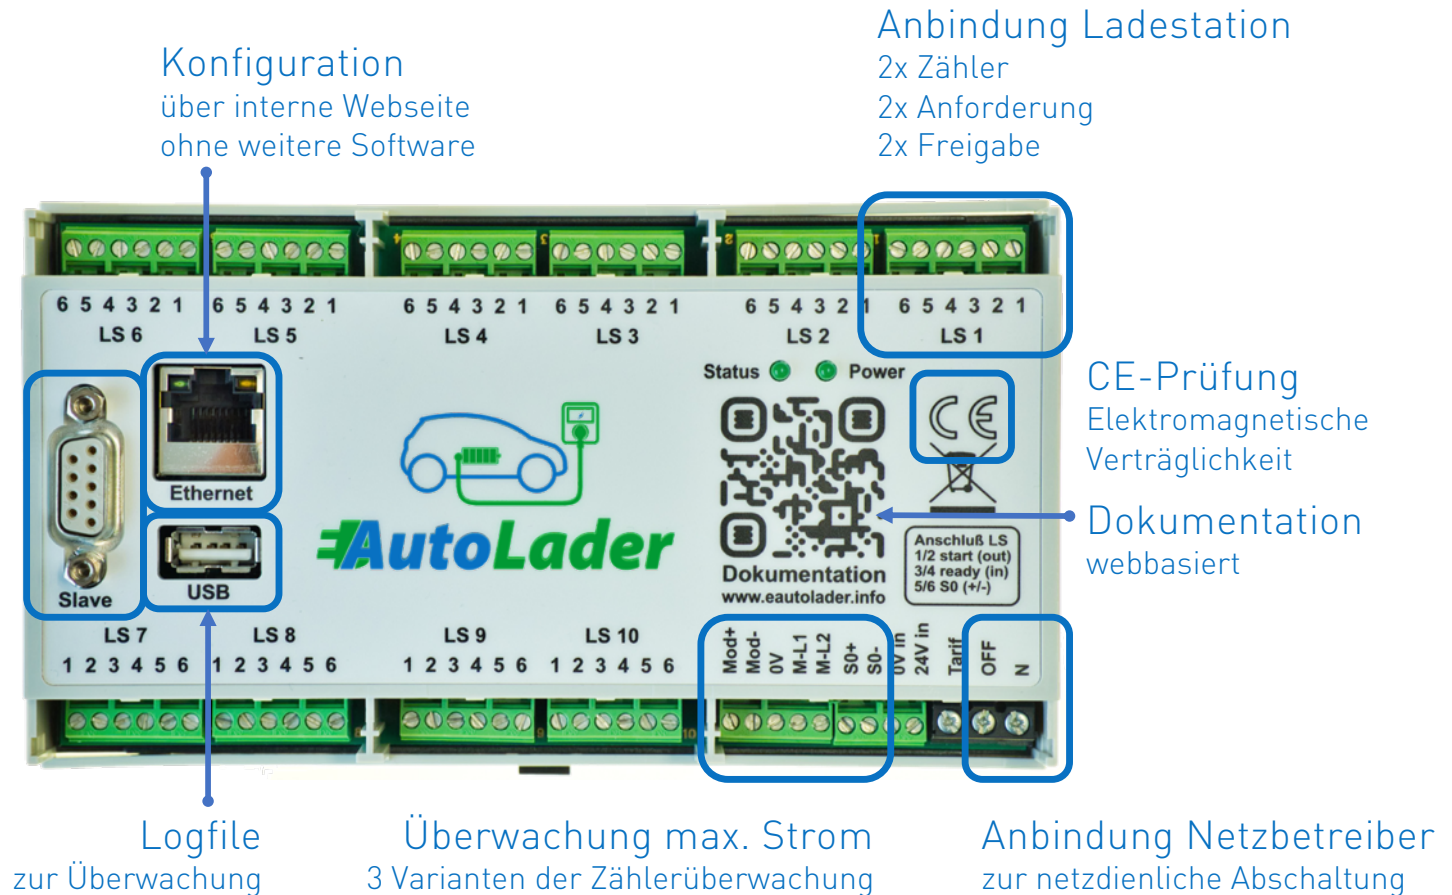 Anbindung Ladestation
2x Zähler
2x Anforderung
2x Freigabe
Konfiguration
über interne Webseite
ohne weitere Software
4
3
2
1
6 5 4 3 2 1
6 5 4 3 2 1
6 5 4 3 2 1
6 5 4 3 2 1
6 5 4 3 2 1
6 5 4 3 2 1
LS 6
LS 5
LS 4
LS 3
LS 2
LS 1
Status
Power
CE
CE-Prüfung
Elektromagnetische
Verträglichkeit
Ethernet
AutoLader
Dokumentation
webbasiert
Anschluß LS
1/2 start (out)
3/4 ready (in)
5/6 S0 (+/-)
Dokumentation
www.eautolader.info
USB
Slave
LS 7
LS 8
LS 9
LS 10
1 2 3 4 5 6
1 2 3 4 5 6
1 2 3 4 5 6
1 2 3 4 5 6
Mod+
Mod-
0V
M-L1
M-L2
S0+
S0-
0V in
24V in
Tarif
OFF
N
8
9
10
Logfile
zur Überwachung
Überwachung max. Strom
3 Varianten der Zählerüberwachung
Anbindung Netzbetreiber
zur netzdienliche Abschaltung